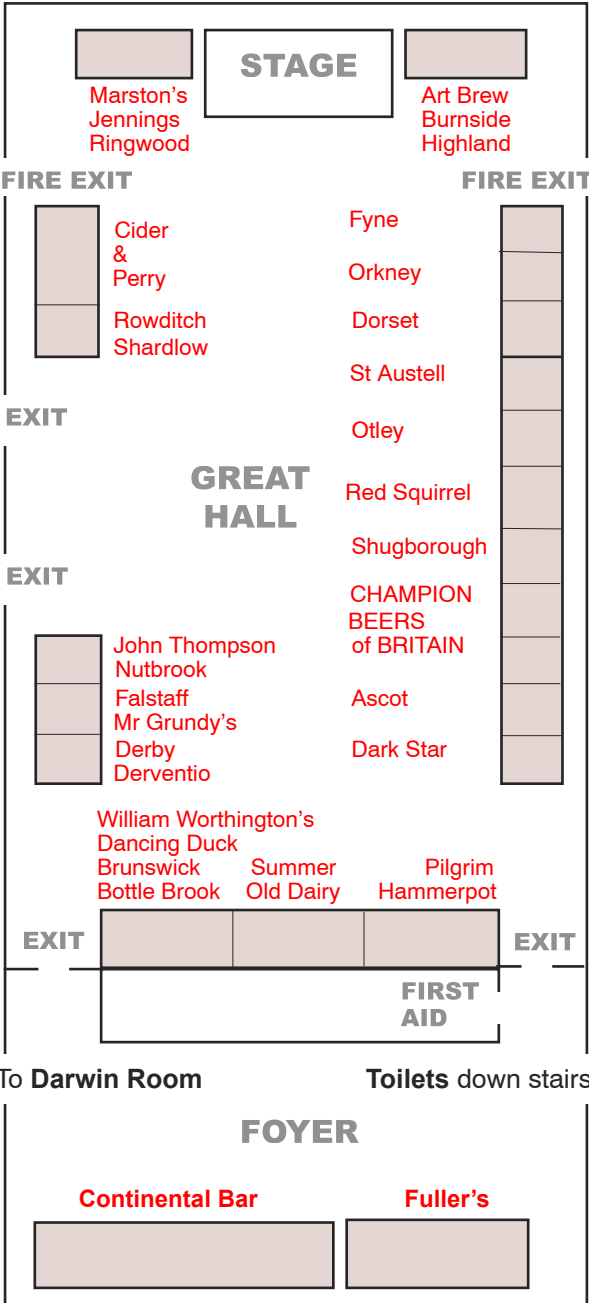 STAGE
Marston's
Jennings
Ringwood
Art Brew
Burnside
Highland
FIRE EXIT
FIRE EXIT
Cider
&
Perry
Rowditch
Shardlow
Fyne
Orkney
Dorset
St Austell
EXIT
Otley
GREAT
HALL
Red Squirrel
Shugborough
EXIT
CHAMPION
BEERS
of BRITAIN
John Thompson
Nutbrook
Falstaff
Mr Grundy’s
Derby
Derventio
Ascot
Dark Star
William Worthington’s
Dancing Duck
Brunswick
Bottle Brook
Summer
Old Dairy
Pilgrim
Hammerpot
EXIT
EXIT
FIRST
AID
To Darwin Room
Toilets down stairs
FOYER
Continental Bar
Fuller’s